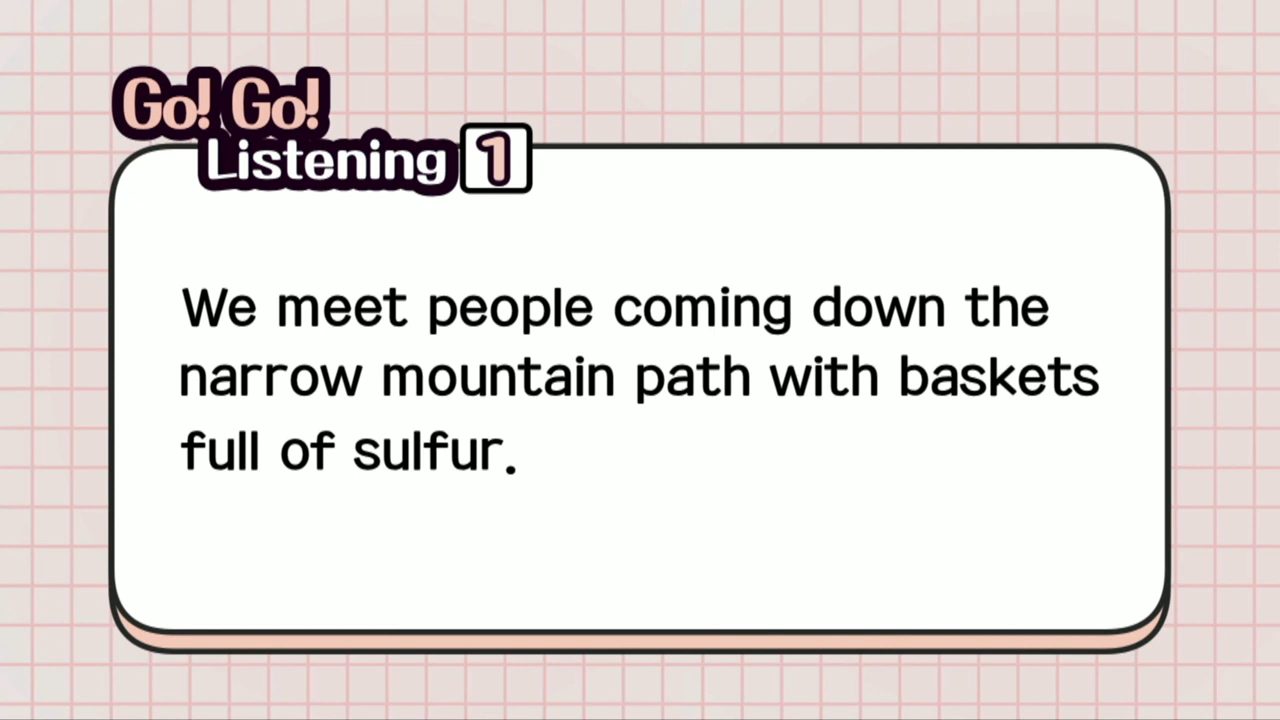 Go! Go!
Listening 1
We meet people coming down the
narrow mountain path with baskets
full of sulfur.